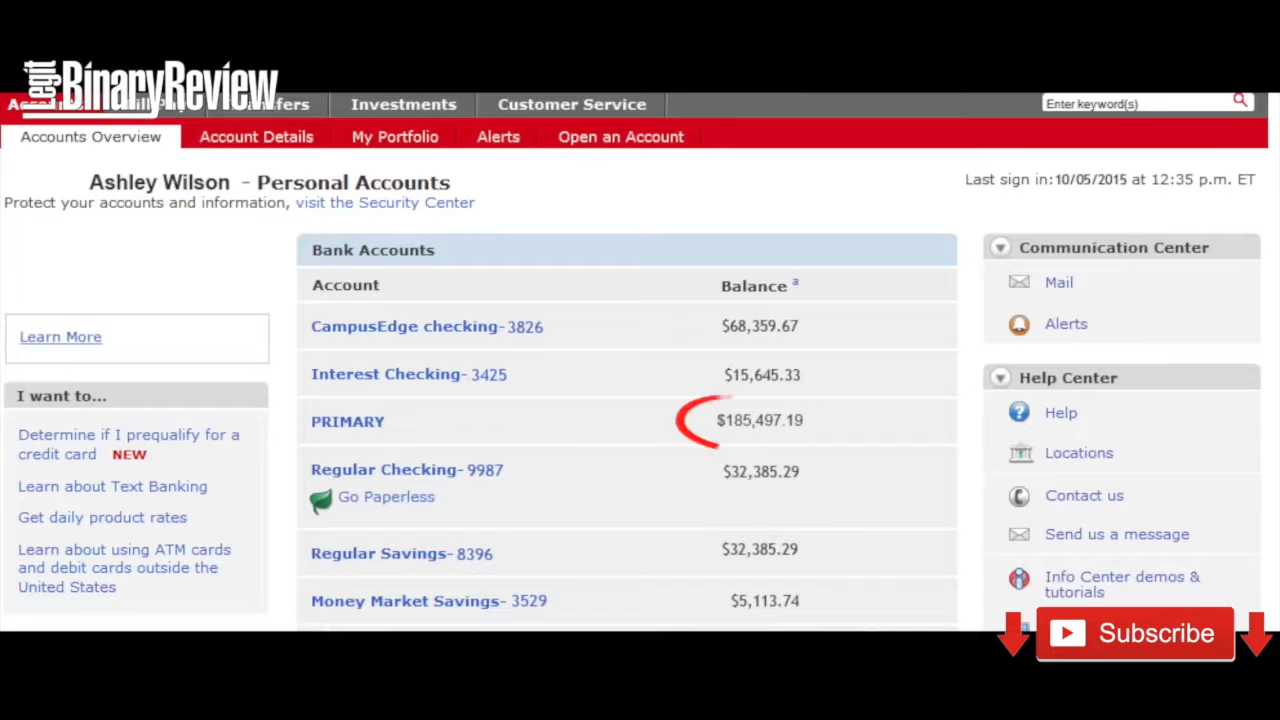 legit BinaryReview
Investments
Customer Service
Enter keyword(s)
Accounts Overview
Account Details
My Portfolio
Alerts
Open an Account
Ashley Wilson - Personal Accounts
Last sign in:10/05/2015 at 12:35 p.m. ET
Protect your accounts and information, visit the Security Center
Learn More
I want to...
Determine if I prequalify for a
credit card NEW
Learn about Text Banking
Get daily product rates
Learn about using ATM cards
and debit cards outside the
United States
Bank Accounts
Account Balance a
CampusEdge checking- 3826 $68,359.67
Interest Checking- 3425 $15,645.33
PRIMARY $185,497.19
Regular Checking- 9987 $32,385.29
Go Paperless
Regular Savings- 8396 $32,385.29
Money Market Savings- 3529 $5,113.74
Communication Center
Mail
Alerts
Help Center
Help
Locations
Contact us
Send us a message
Info Center demos &
tutorials
Subscribe